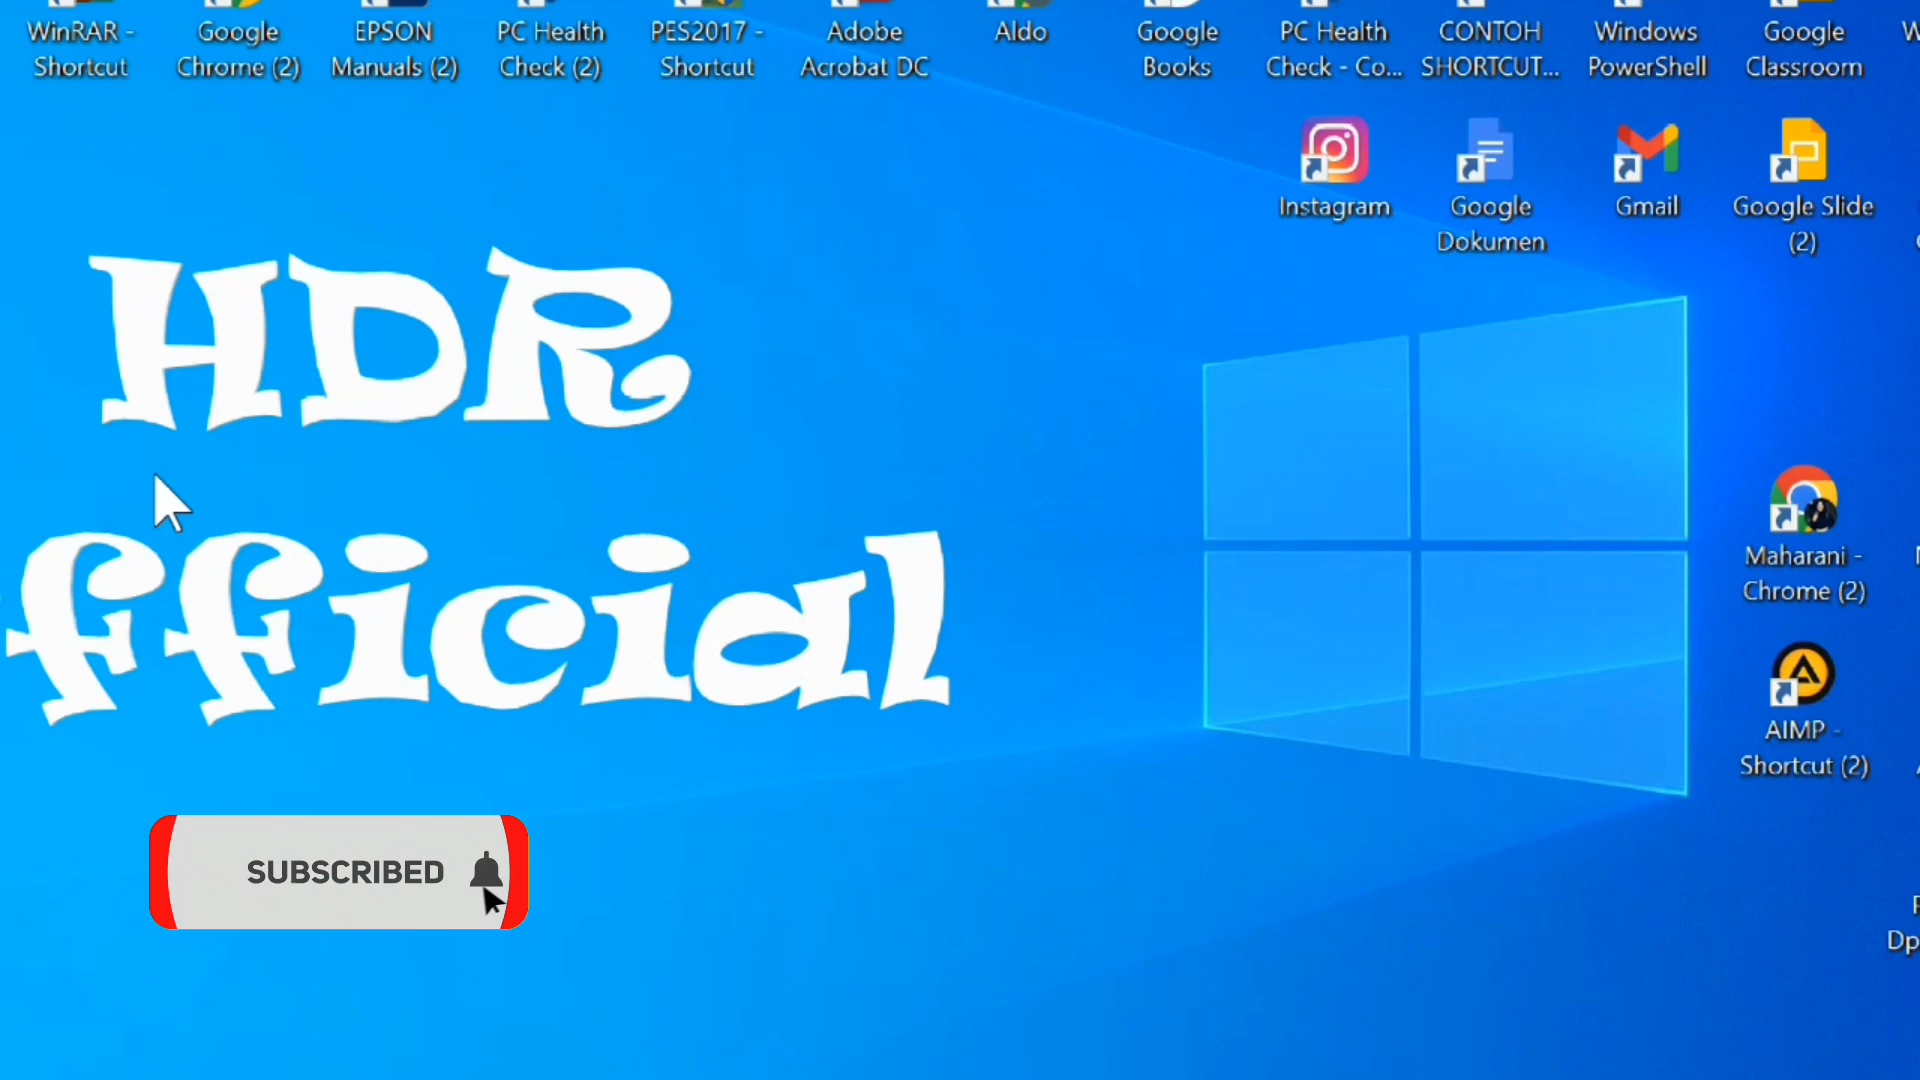 WinRAR -
Shortcut
Google
Chrome (2)
EPSON
Manuals (2)
PC Health
Check (2)
PES2017 -
Shortcut
Adobe
Acrobat DC
Aldo
Google
Books
PC Health
Check - Co...
CONTOH
SHORTCUT...
Windows
PowerShell
Google
Classroom
Instagram
Google
Dokumen
Gmail
Google Slide
(2)
HDR
fficial
Maharani -
Chrome (2)
AIMP -
Shortcut (2)
SUBSCRIBED
Dp